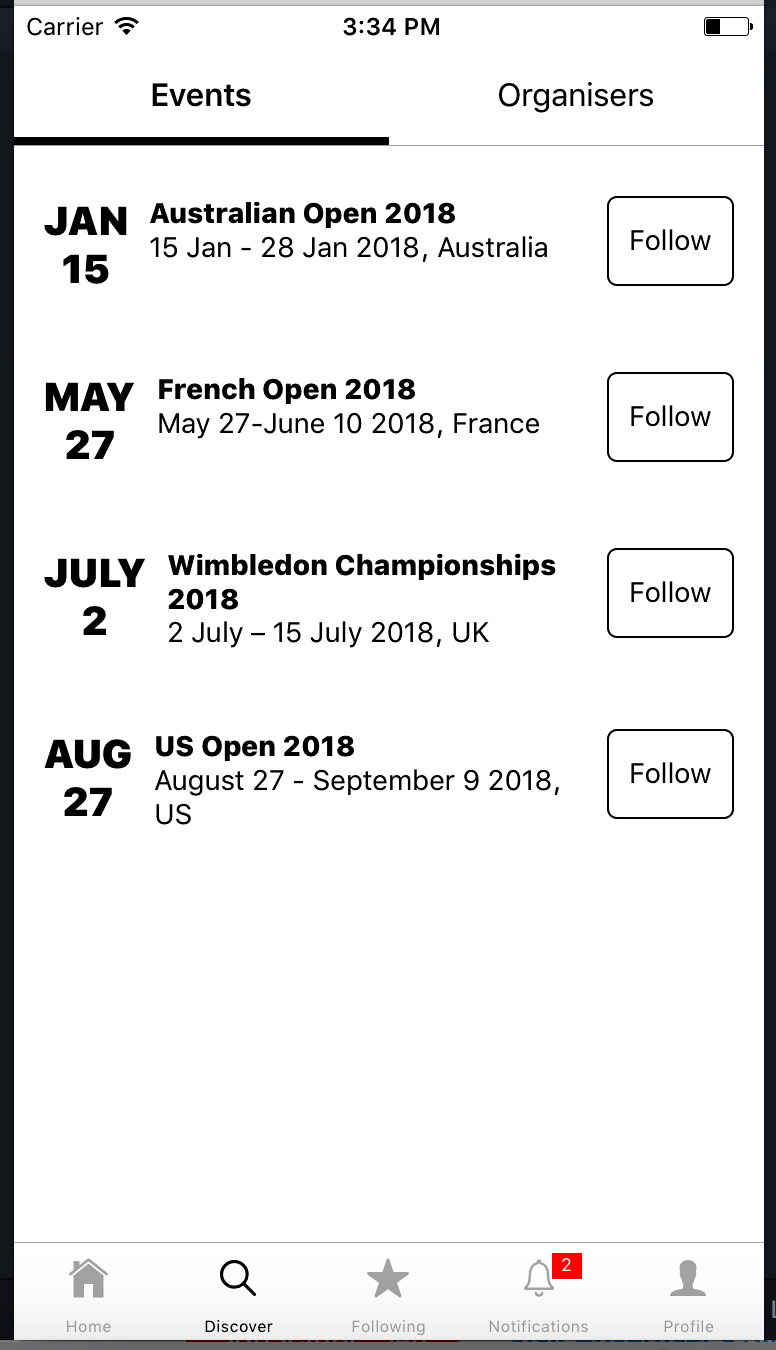 Carrier 3:34 PM
Events Organisers
JAN
15
Australian Open 2018
15 Jan - 28 Jan 2018, Australia
Follow
MAY
27
French Open 2018
May 27-June 10 2018, France
Follow
JULY
2
Wimbledon Championships
2018
2 July – 15 July 2018, UK
Follow
AUG
27
US Open 2018
August 27 - September 9 2018,
US
Follow
2
Home Discover Following Notifications Profile